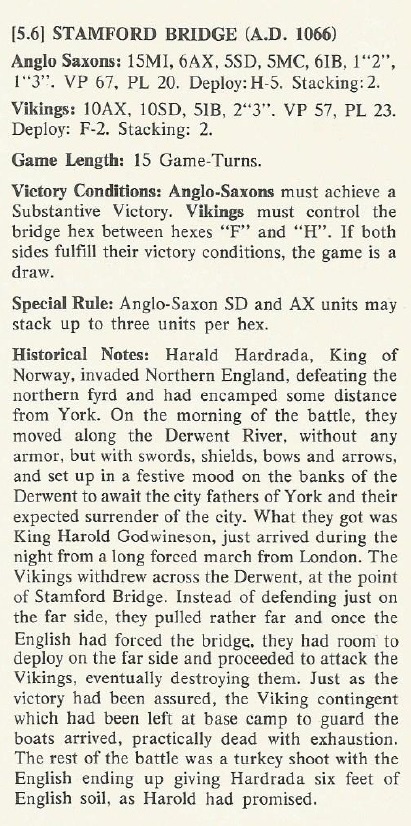 [5.6] STAMFORD BRIDGE (A.D. 1066)
Anglo Saxons: 15MI, 6AX, 5SD, 5MC, 6IB, 1“2”,
1“3”. VP 67, PL 20. Deploy: H-5. Stacking: 2.
Vikings: 10AX, 10SD, 5IB, 2“3”. VP 57, PL 23.
Deploy: F-2. Stacking: 2.
Game Length: 15 Game-Turns.
Victory Conditions: Anglo-Saxons must achieve a
Substantive Victory. Vikings must control the
bridge hex between hexes “F” and “H”. If both
sides fulfill their victory conditions, the game is a
draw.
Special Rule: Anglo-Saxon SD and AX units may
stack up to three units per hex.
Historical Notes: Harald Hardrada, King of
Norway, invaded Northern England, defeating the
northern fyrd and had encamped some distance
from York. On the morning of the battle, they
moved along the Derwent River, without any
armor, but with swords, shields, bows and arrows,
and set up in a festive mood on the banks of the
Derwent to await the city fathers of York and their
expected surrender of the city. What they got was
King Harold Godwineson, just arrived during the
night from a long forced march from London. The
Vikings withdrew across the Derwent, at the point
of Stamford Bridge. Instead of defending just on
the far side, they pulled rather far and once the
English had forced the bridge, they had room to
deploy on the far side and proceeded to attack the
Vikings, eventually destroying them. Just as the
victory had been assured, the Viking contingent
which had been left at base camp to guard the
boats arrived, practically dead with exhaustion.
The rest of the battle was a turkey shoot with the
English ending up giving Hardrada six feet of
English soil, as Harold had promised.